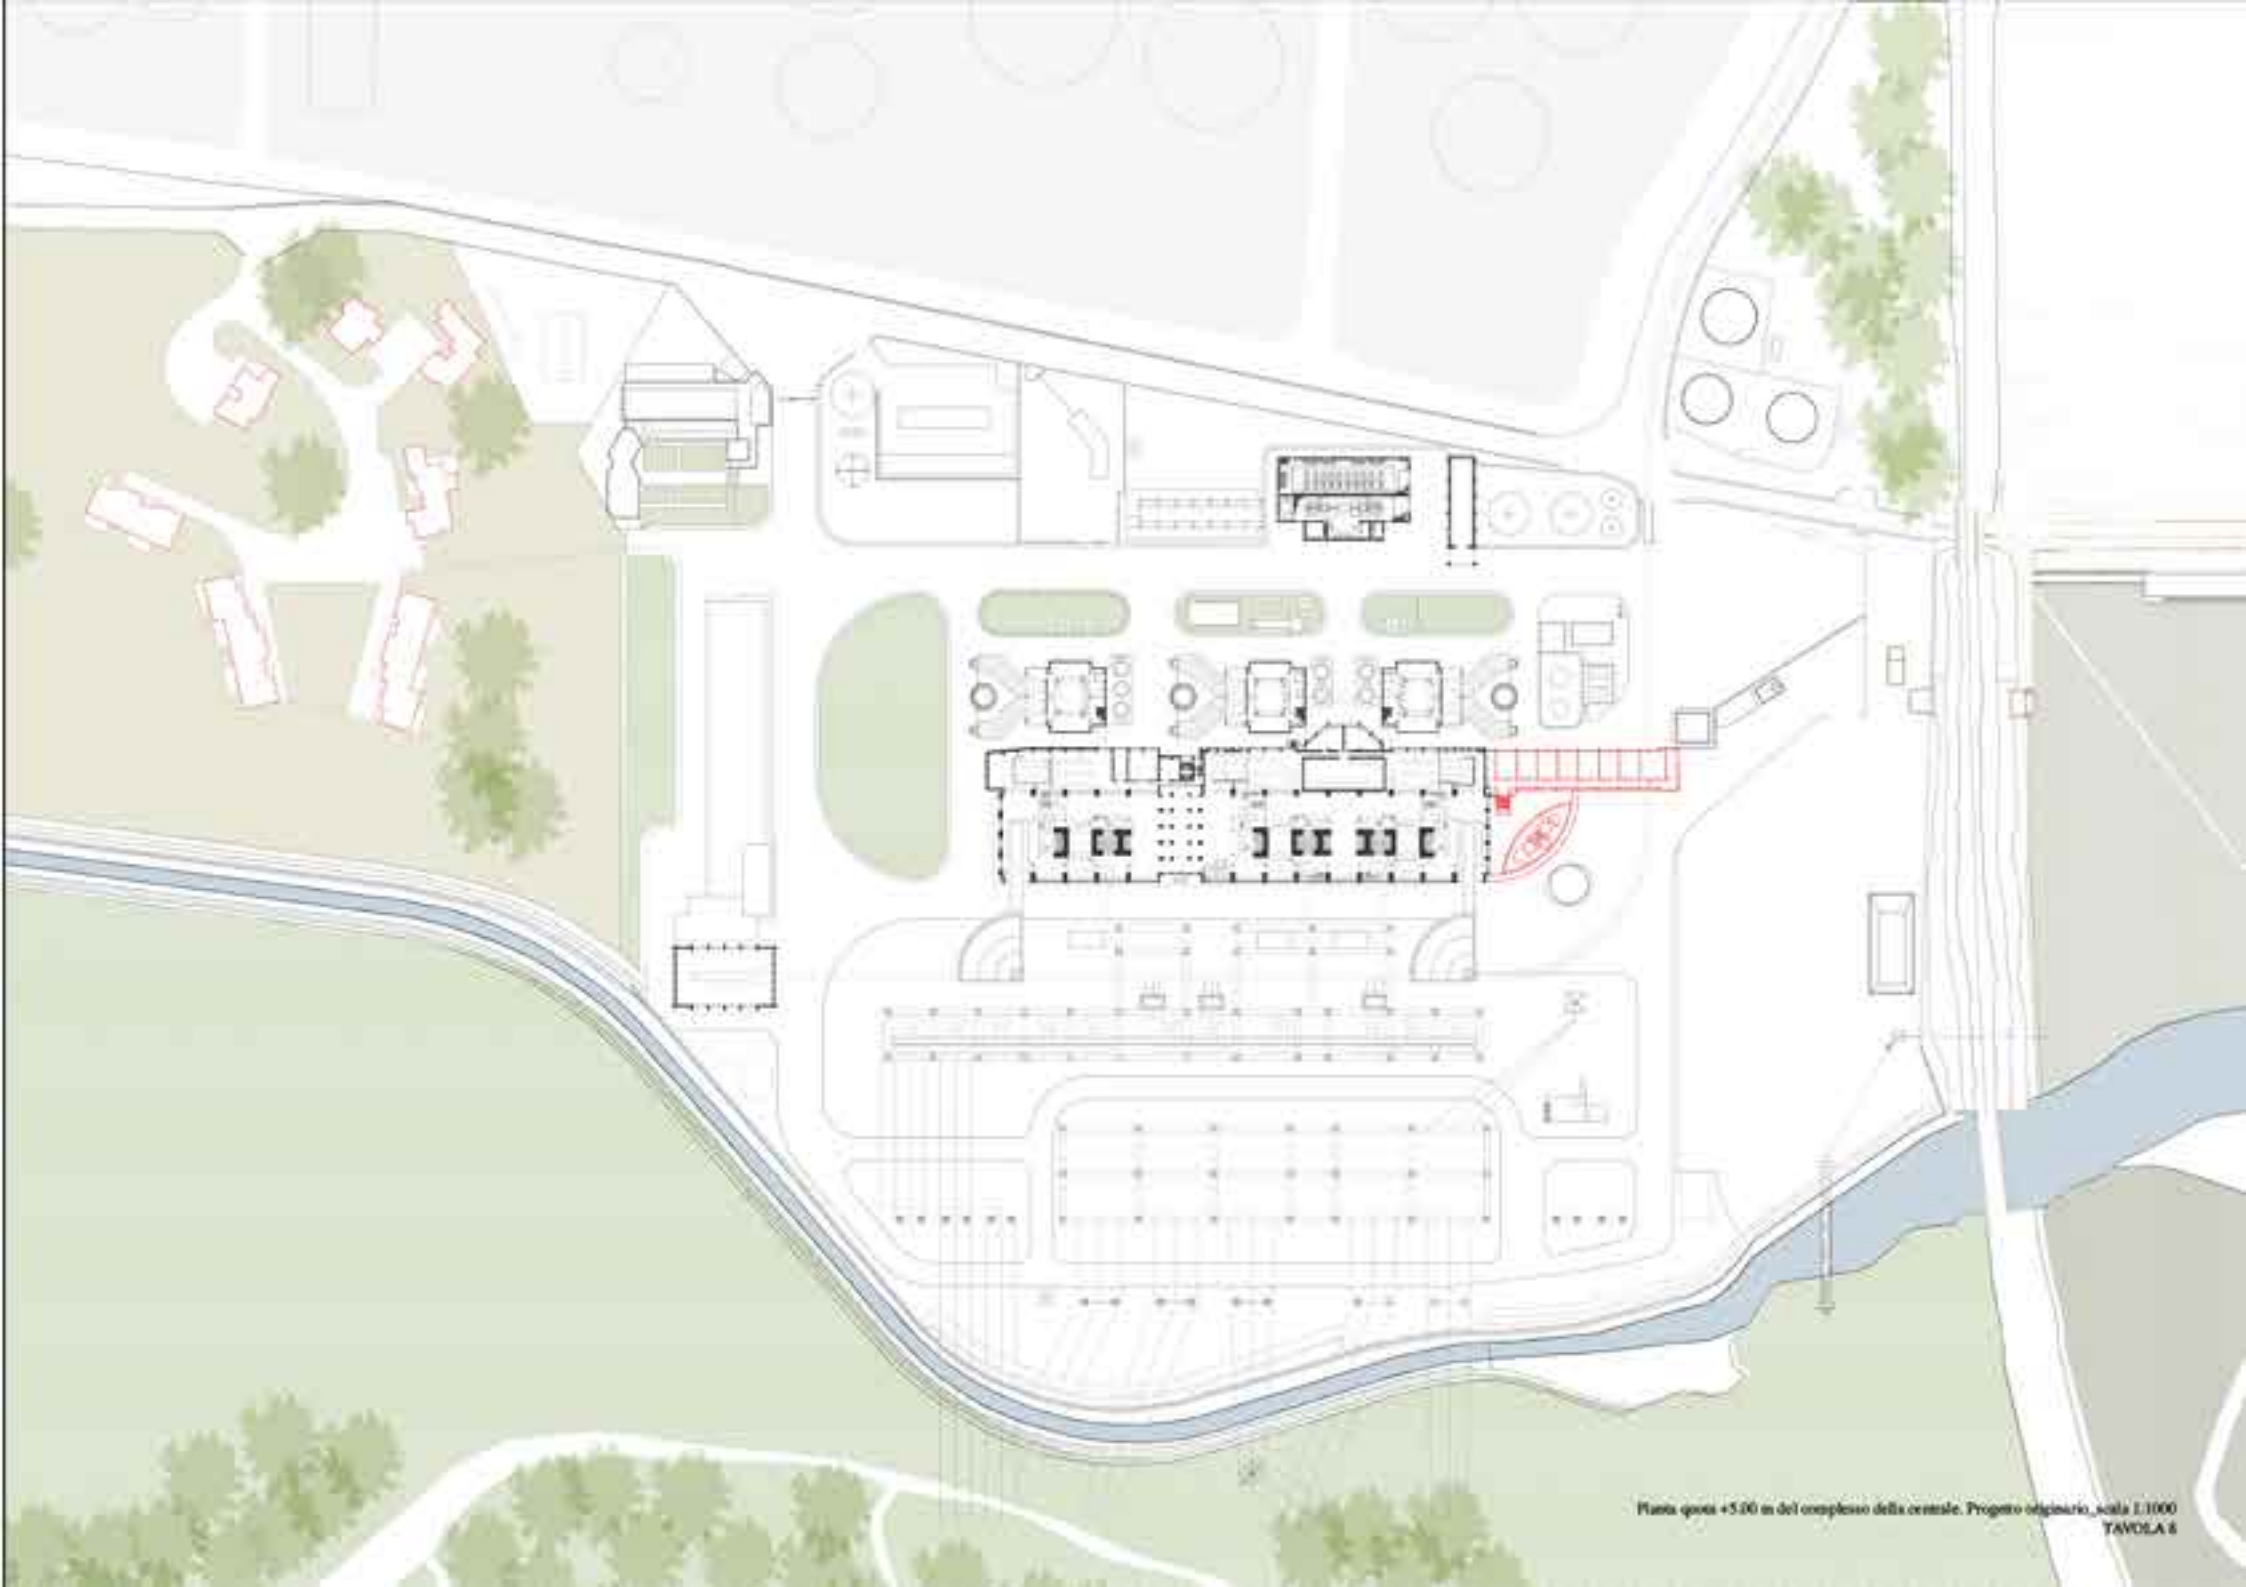 Pianta quota +5.00 m del complesso della centrale. Progetto originario_scala 1:1000
TAVOLA 8